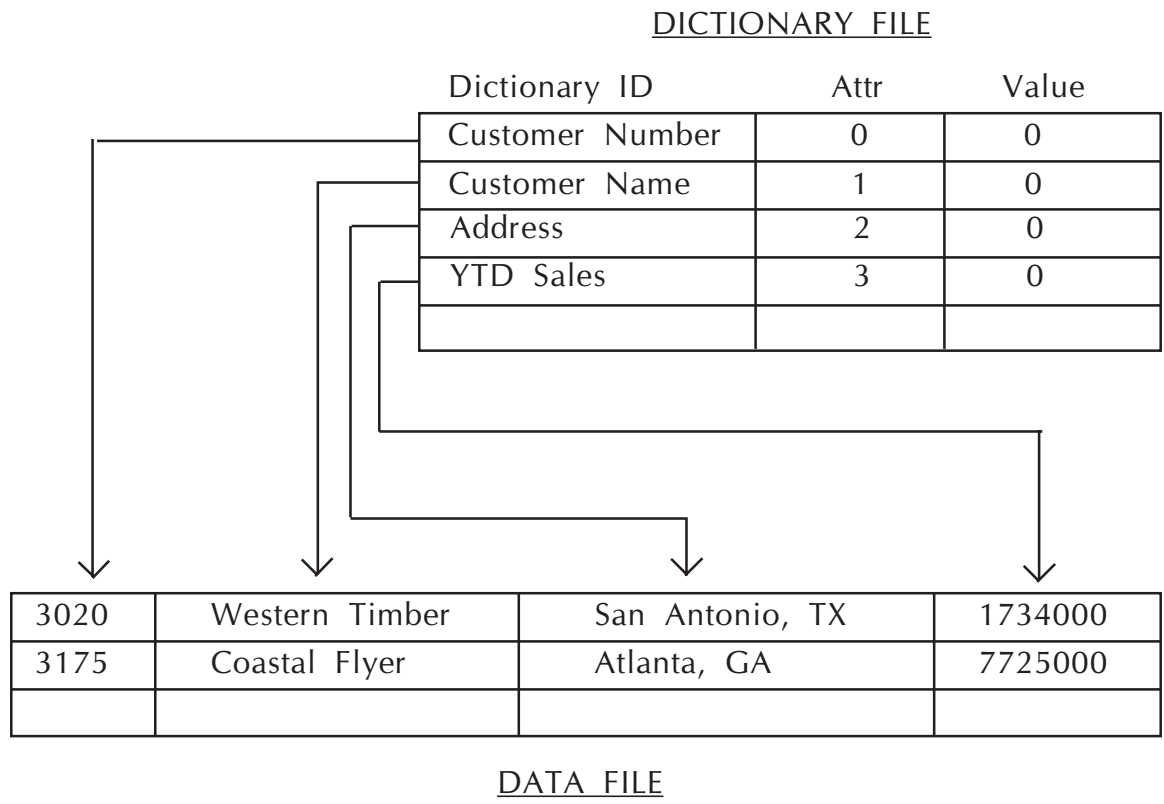 DICTIONARY FILE
Dictionary ID Attr Value
Customer Number 0 0
Customer Name 1 0
Address 2 0
YTD Sales 3 0
3020 Western Timber San Antonio, TX 1734000
3175 Coastal Flyer Atlanta, GA 7725000
DATA FILE